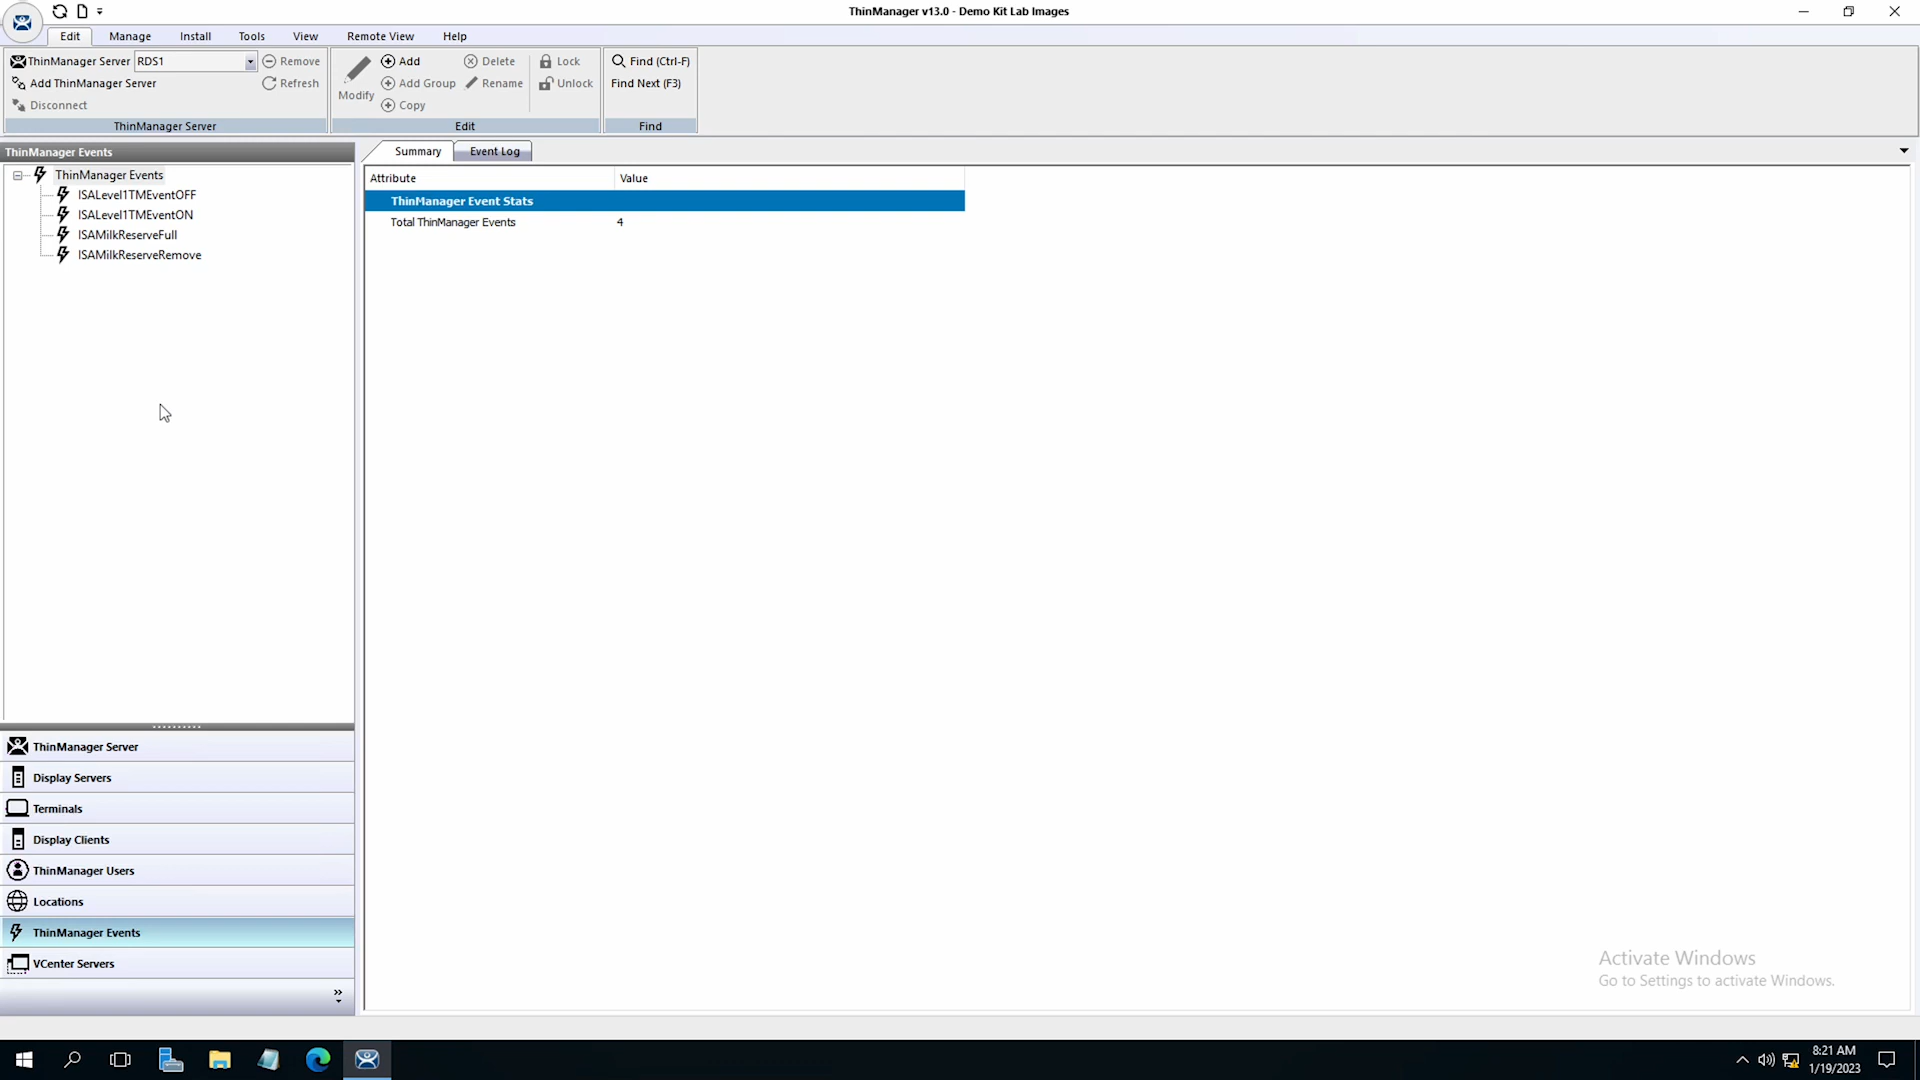 ThinManager v13.0 - Demo Kit Lab Images
Edit
Manage
Install
Tools
View
Remote View
Help
ThinManager Server RDS1
Remove
Add ThinManager Server
Refresh
Disconnect
ThinManager Server
Modify
Add
Delete
Lock
Add Group
Rename
Unlock
Copy
Edit
Find (Ctrl-F)
Find Next (F3)
Find
ThinManager Events
ThinManager Events
ISALevel1TMEventOFF
ISALevel1TMEventON
ISAMilkReserveFull
ISAMilkReserveRemove
Summary
Event Log
Attribute
Value
ThinManager Event Stats
Total ThinManager Events
4
ThinManager Server
Display Servers
Terminals
Display Clients
ThinManager Users
Locations
ThinManager Events
VCenter Servers
Activate Windows
Go to Settings to activate Windows.
8:21 AM
1/19/2023